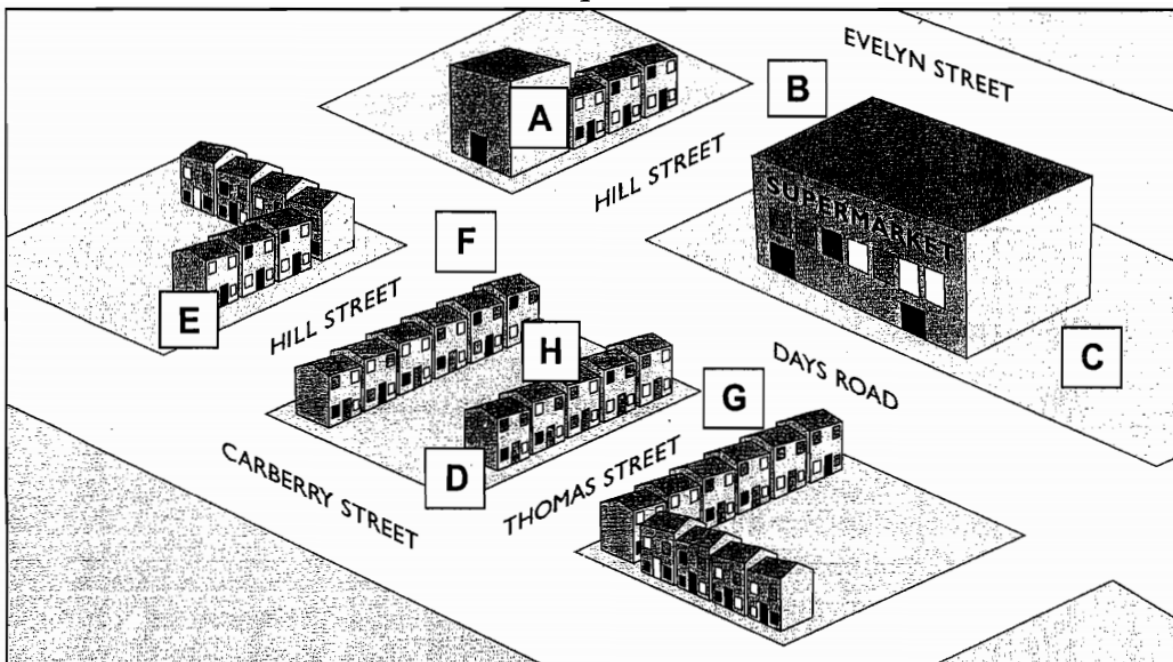 EVELYN STREET
B
A
HILL STREET
SUPERMARKET
F
E
HILL STREET
H
C
DAYS ROAD
G
D
THOMAS STREET
CARBERRY STREET